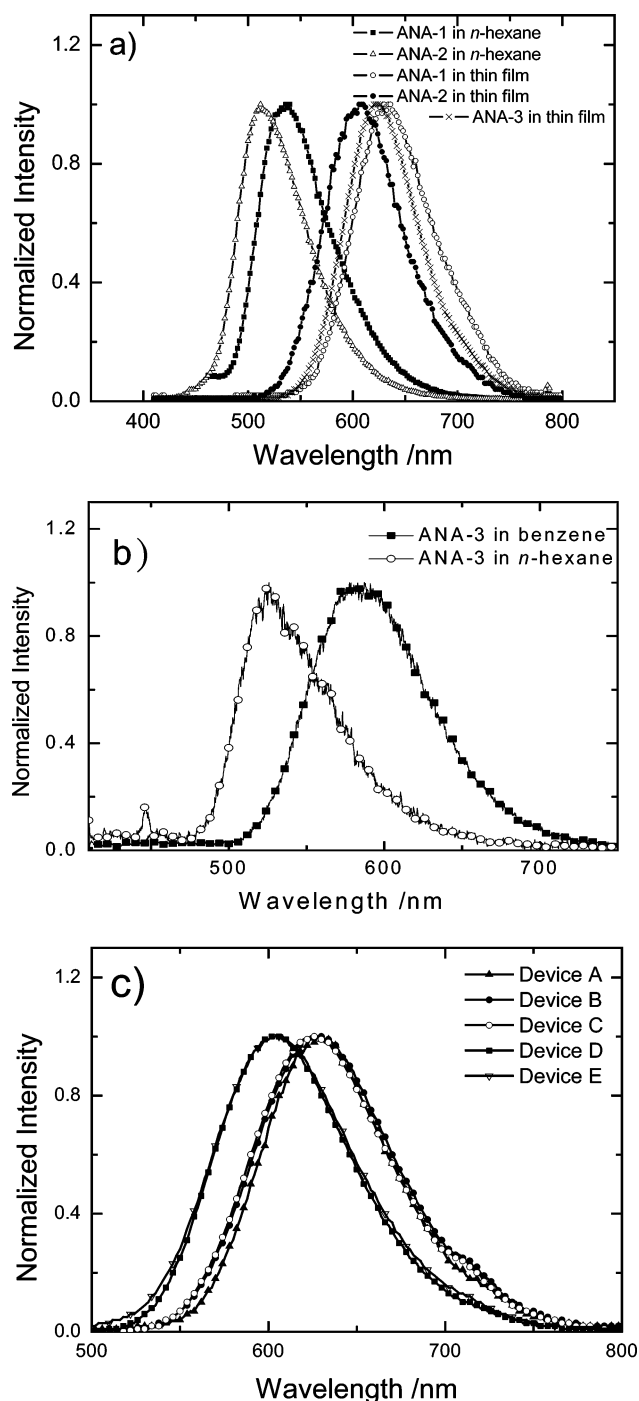 a)
ANA-1 in n-hexane
ANA-2 in n-hexane
ANA-1 in thin film
ANA-2 in thin film
ANA-3 in thin film
Normalized Intensity
1.2
0.8
0.4
0.0
400 500 600 700 800
Wavelength /nm
b)
ANA-3 in benzene
ANA-3 in n-hexane
Normalized Intensity
1.2
0.8
0.4
0.0
500 600 700
Wavelength /nm
c)
Device A
Device B
Device C
Device D
Device E
Normalized Intensity
1.2
0.8
0.4
0.0
500 600 700 800
Wavelength /nm